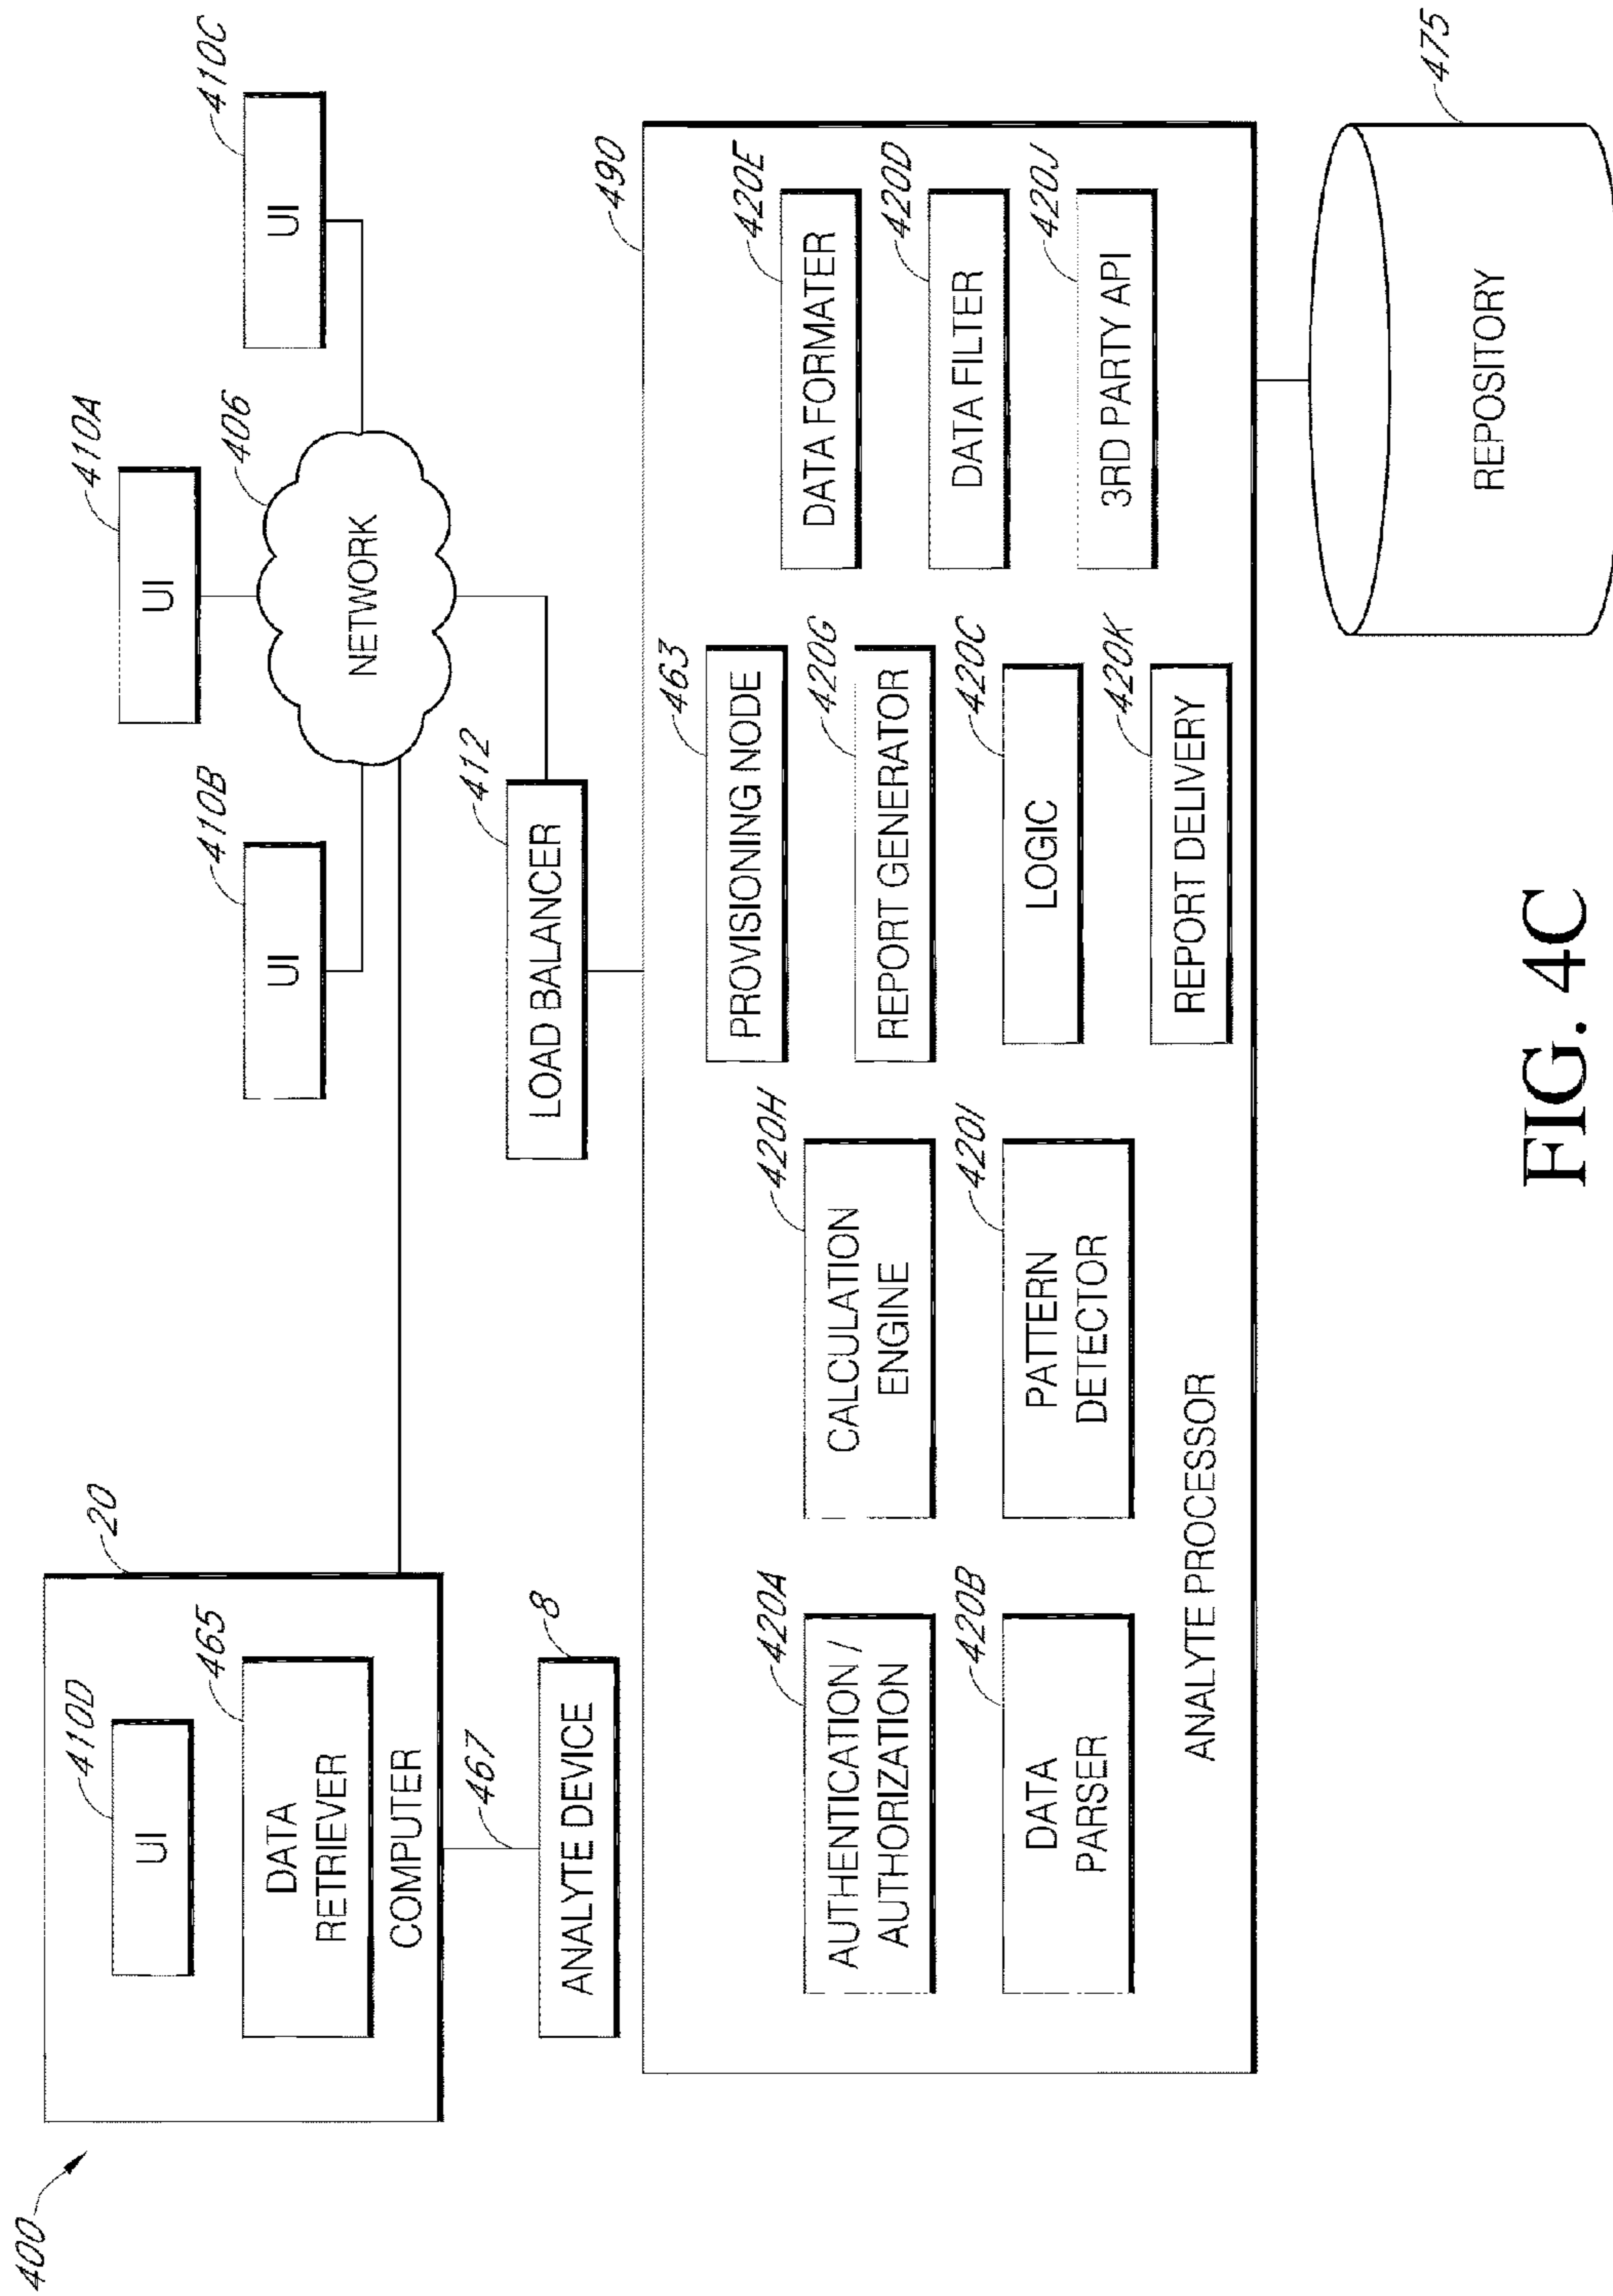 400
20
410D
UI
465
DATA
RETRIEVER
COMPUTER
467
8
ANALYTE DEVICE
410B
UI
410A
UI
410C
UI
406
NETWORK
412
LOAD BALANCER
490
420A
AUTHENTICATION /
AUTHORIZATION
420B
DATA
PARSER
420H
CALCULATION
ENGINE
420I
PATTERN
DETECTOR
463
PROVISIONING NODE
420G
REPORT GENERATOR
420C
LOGIC
420K
REPORT DELIVERY
420E
DATA FORMATER
420D
DATA FILTER
420J
3RD PARTY API
ANALYTE PROCESSOR
475
REPOSITORY
FIG. 4C